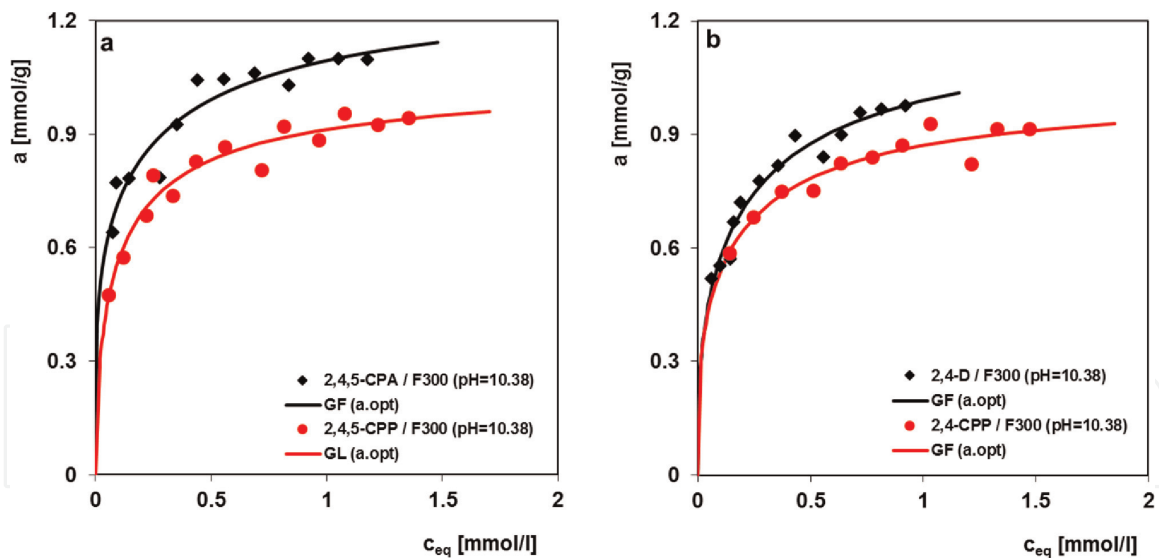 a
a [mmol/g]
1.2
0.9
0.6
0.3
0
0
0.5
1
1.5
2
c_eq [mmol/l]
2,4,5-CPA / F300 (pH=10.38)
GF (a.opt)
2,4,5-CPP / F300 (pH=10.38)
GL (a.opt)
b
a [mmol/g]
1.2
0.9
0.6
0.3
0
0
0.5
1
1.5
2
c_eq [mmol/l]
2,4-D / F300 (pH=10.38)
GF (a.opt)
2,4-CPP / F300 (pH=10.38)
GF (a.opt)